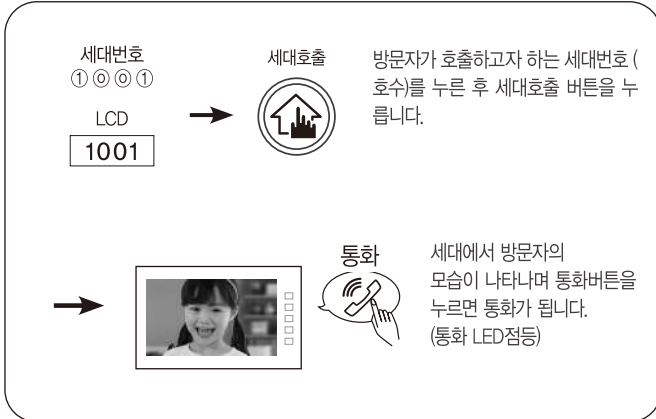 세대번호
① ⓪ ⓪ ①
LCD
1001
세대호출
방문자가 호출하고자 하는 세대번호 (
호수)를 누른 후 세대호출 버튼을 누
릅니다.
통화
세대에서 방문자의
모습이 나타나며 통화버튼을
누르면 통화가 됩니다.
(통화 LED점등)